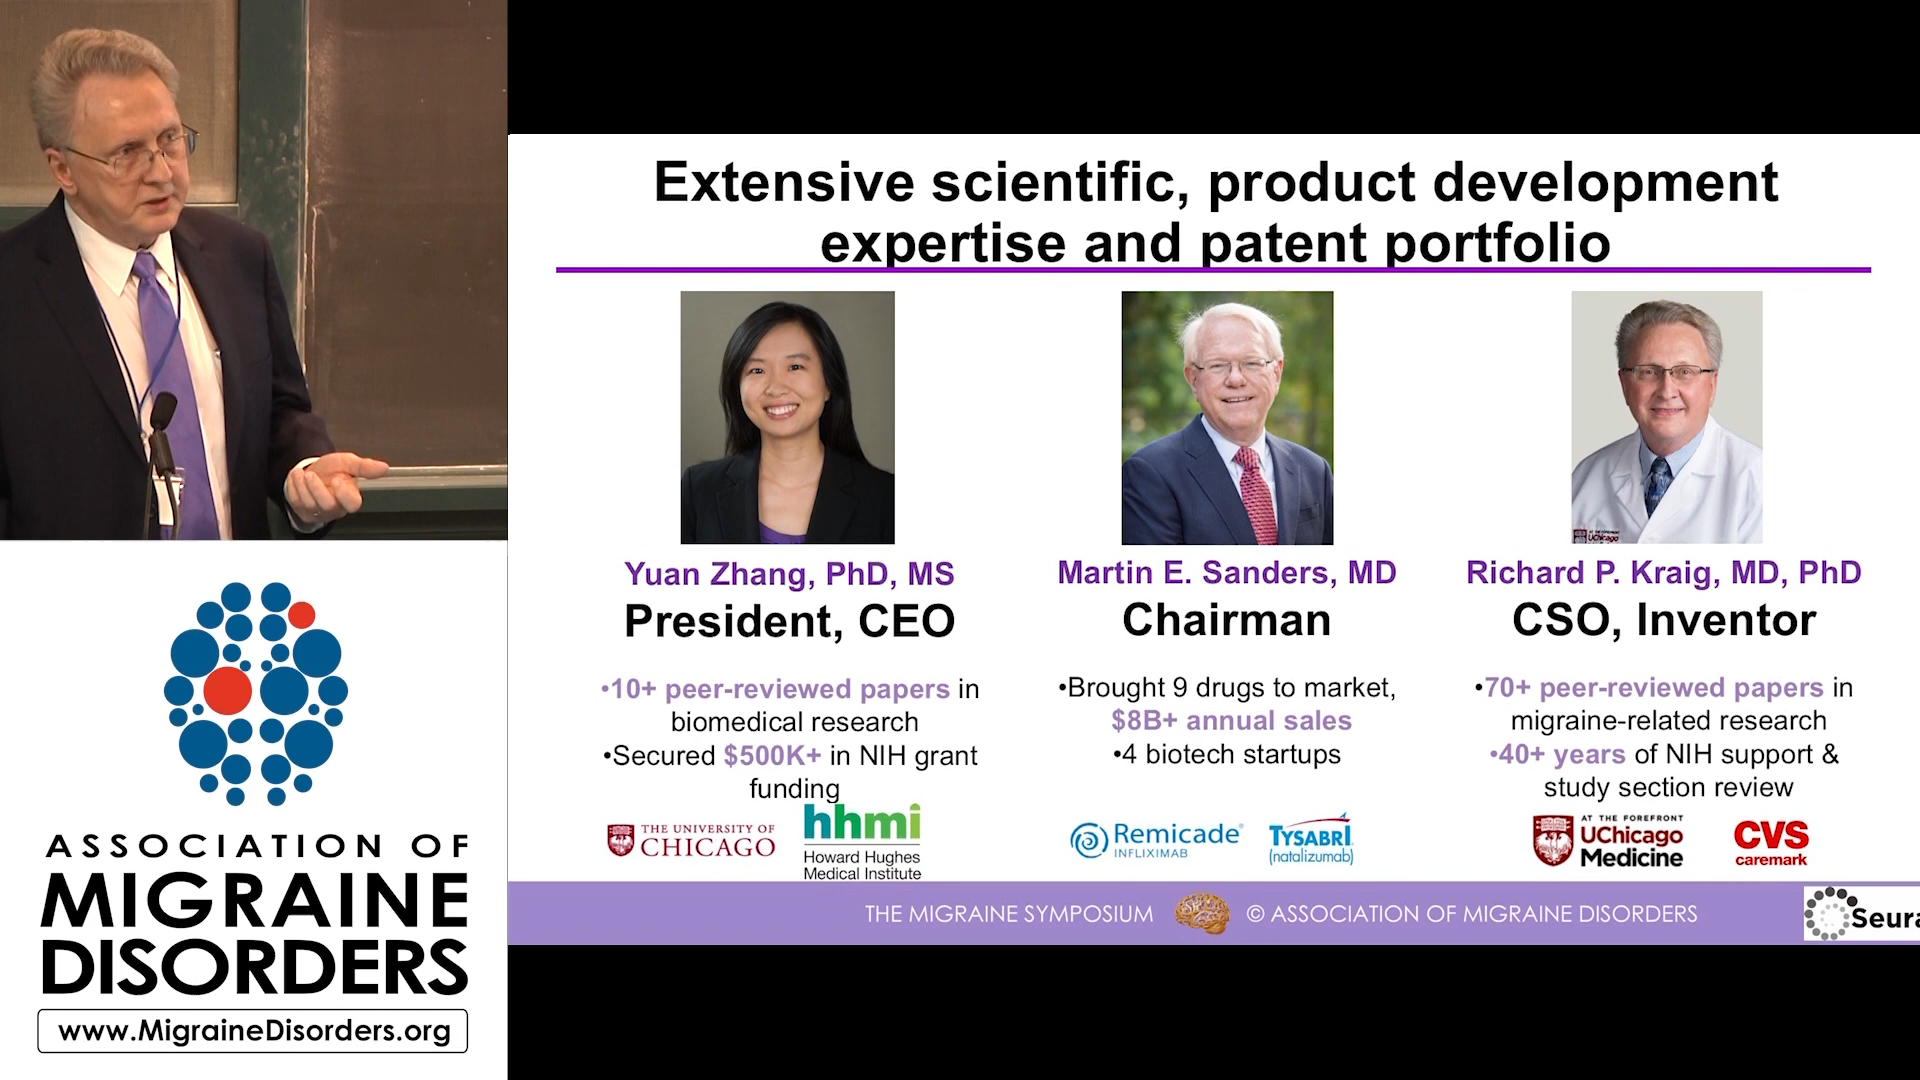 Extensive scientific, product development
expertise and patent portfolio
Yuan Zhang, PhD, MS
President, CEO
•10+ peer-reviewed papers in
biomedical research
•Secured $500K+ in NIH grant
funding
THE UNIVERSITY OF
CHICAGO
hhmi
Howard Hughes
Medical Institute
Martin E. Sanders, MD
Chairman
•Brought 9 drugs to market,
$8B+ annual sales
•4 biotech startups
Remicade®
INFLIXIMAB
TYSABRI
(natalizumab)
Richard P. Kraig, MD, PhD
CSO, Inventor
•70+ peer-reviewed papers in
migraine-related research
•40+ years of NIH support &
study section review
AT THE FOREFRONT
UChicago
Medicine
CVS
caremark
AT THE FOREFRONT
UChicago
THE MIGRAINE SYMPOSIUM
© ASSOCIATION OF MIGRAINE DISORDERS
Seura
ASSOCIATION OF
MIGRAINE
DISORDERS
www.MigraineDisorders.org